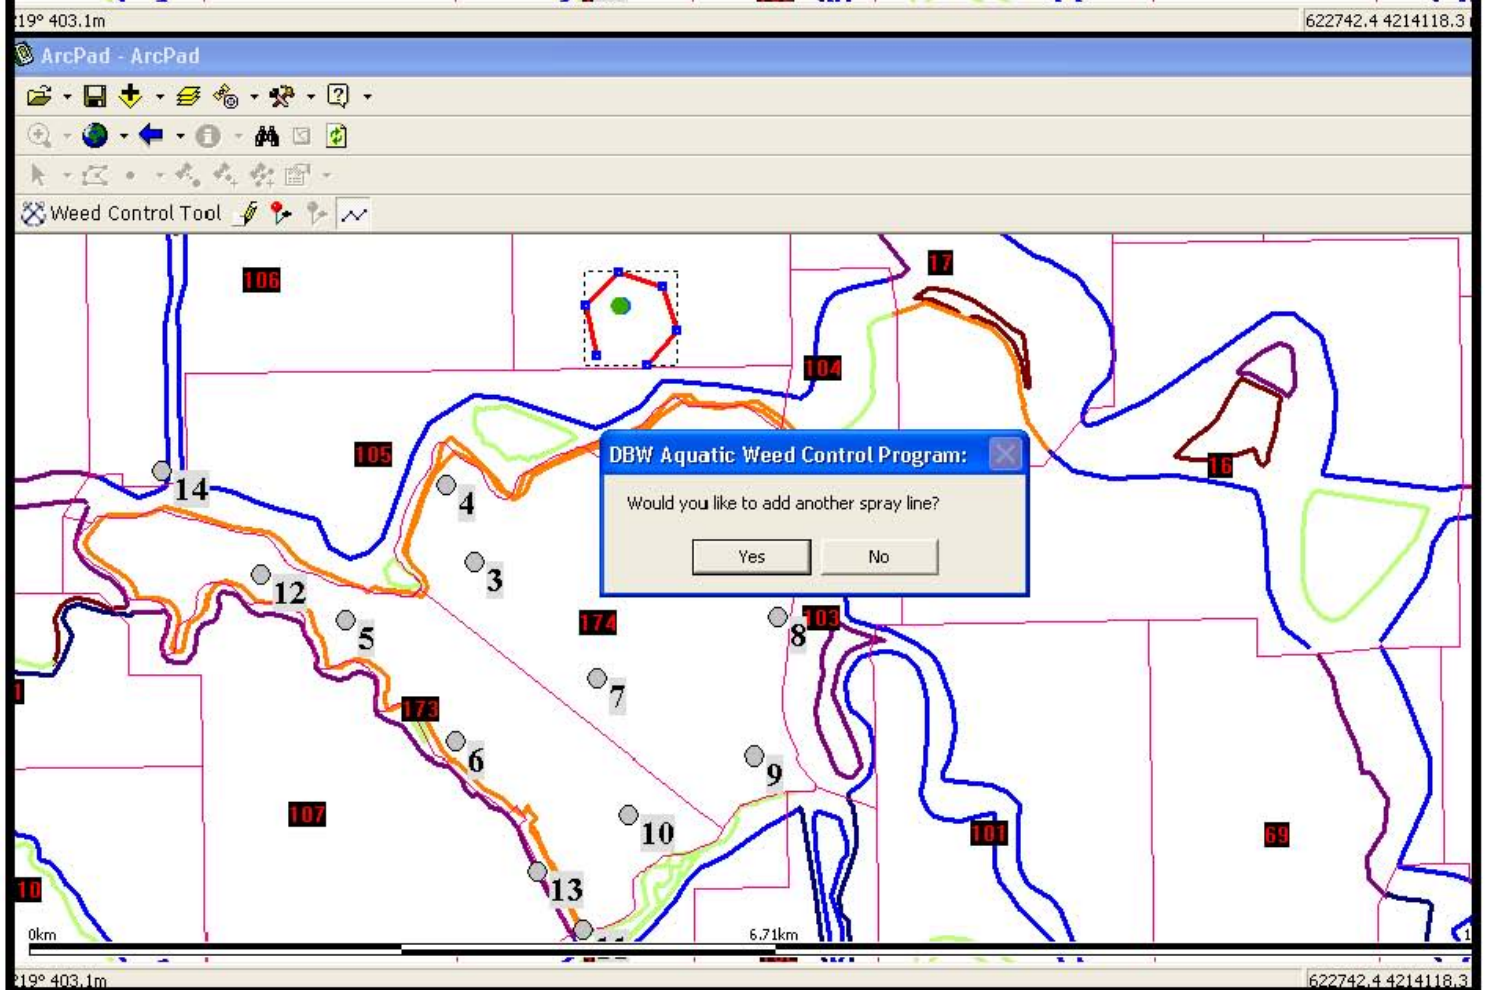 219° 403.1m
622742.4 4214118.3
ArcPad - ArcPad
Weed Control Tool
17
106
104
105
16
14
4
DBW Aquatic Weed Control Program:
Would you like to add another spray line?
Yes
No
3
12
5
174
8
103
7
173
6
9
107
10
101
69
13
10
0km
6.71km
219° 403.1m
622742.4 4214118.3